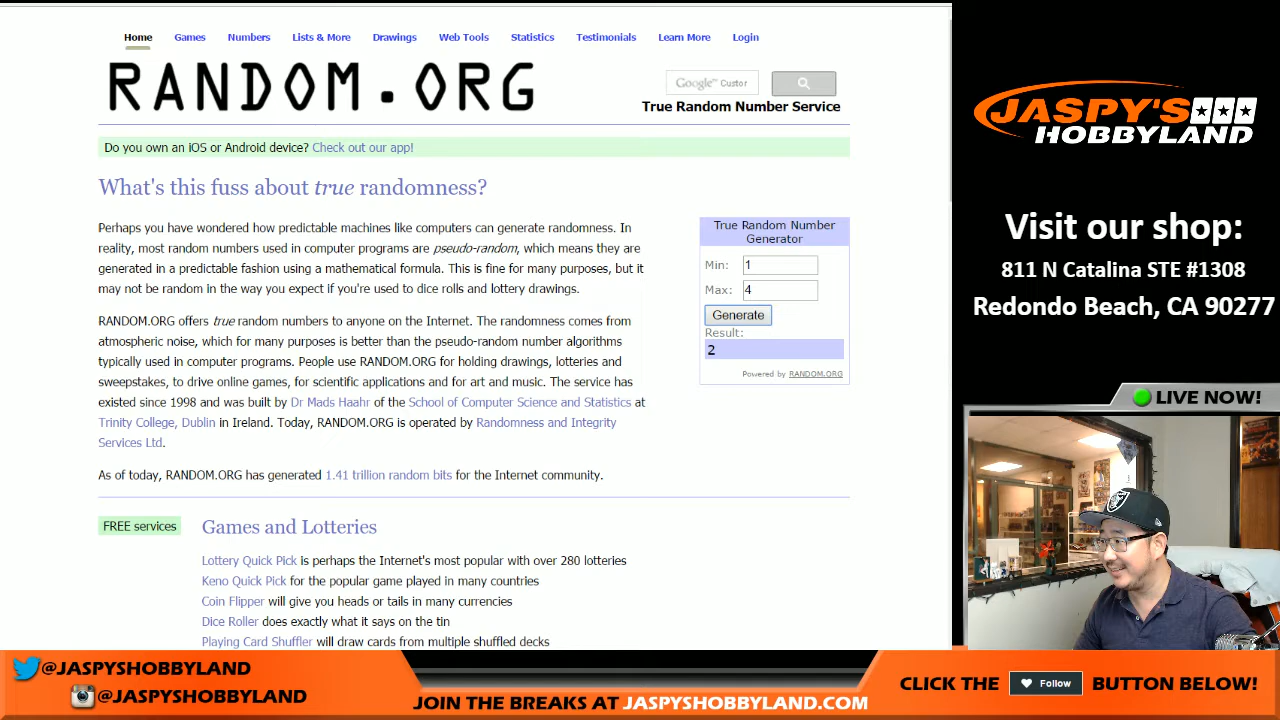 Home Games Numbers Lists & More Drawings Web Tools Statistics Testimonials Learn More Login
RANDOM.ORG
Google™ Custor
True Random Number Service
Do you own an iOS or Android device? Check out our app!
What's this fuss about true randomness?
Perhaps you have wondered how predictable machines like computers can generate randomness. In
reality, most random numbers used in computer programs are pseudo-random, which means they are
generated in a predictable fashion using a mathematical formula. This is fine for many purposes, but it
may not be random in the way you expect if you're used to dice rolls and lottery drawings.
RANDOM.ORG offers true random numbers to anyone on the Internet. The randomness comes from
atmospheric noise, which for many purposes is better than the pseudo-random number algorithms
typically used in computer programs. People use RANDOM.ORG for holding drawings, lotteries and
sweepstakes, to drive online games, for scientific applications and for art and music. The service has
existed since 1998 and was built by Dr Mads Haahr of the School of Computer Science and Statistics at
Trinity College, Dublin in Ireland. Today, RANDOM.ORG is operated by Randomness and Integrity
Services Ltd.
As of today, RANDOM.ORG has generated 1.41 trillion random bits for the Internet community.
True Random Number
Generator
Min: 1
Max: 4
Generate
Result:
2
Powered by RANDOM.ORG
FREE services
Games and Lotteries
Lottery Quick Pick is perhaps the Internet's most popular with over 280 lotteries
Keno Quick Pick for the popular game played in many countries
Coin Flipper will give you heads or tails in many currencies
Dice Roller does exactly what it says on the tin
Playing Card Shuffler will draw cards from multiple shuffled decks
JASPY'S
HOBBYLAND
Visit our shop:
811 N Catalina STE #1308
Redondo Beach, CA 90277
LIVE NOW!
@JASPYSHOBBYLAND
@JASPYSHOBBYLAND
JOIN THE BREAKS AT JASPYSHOBBYLAND.COM
CLICK THE Follow BUTTON BELOW!